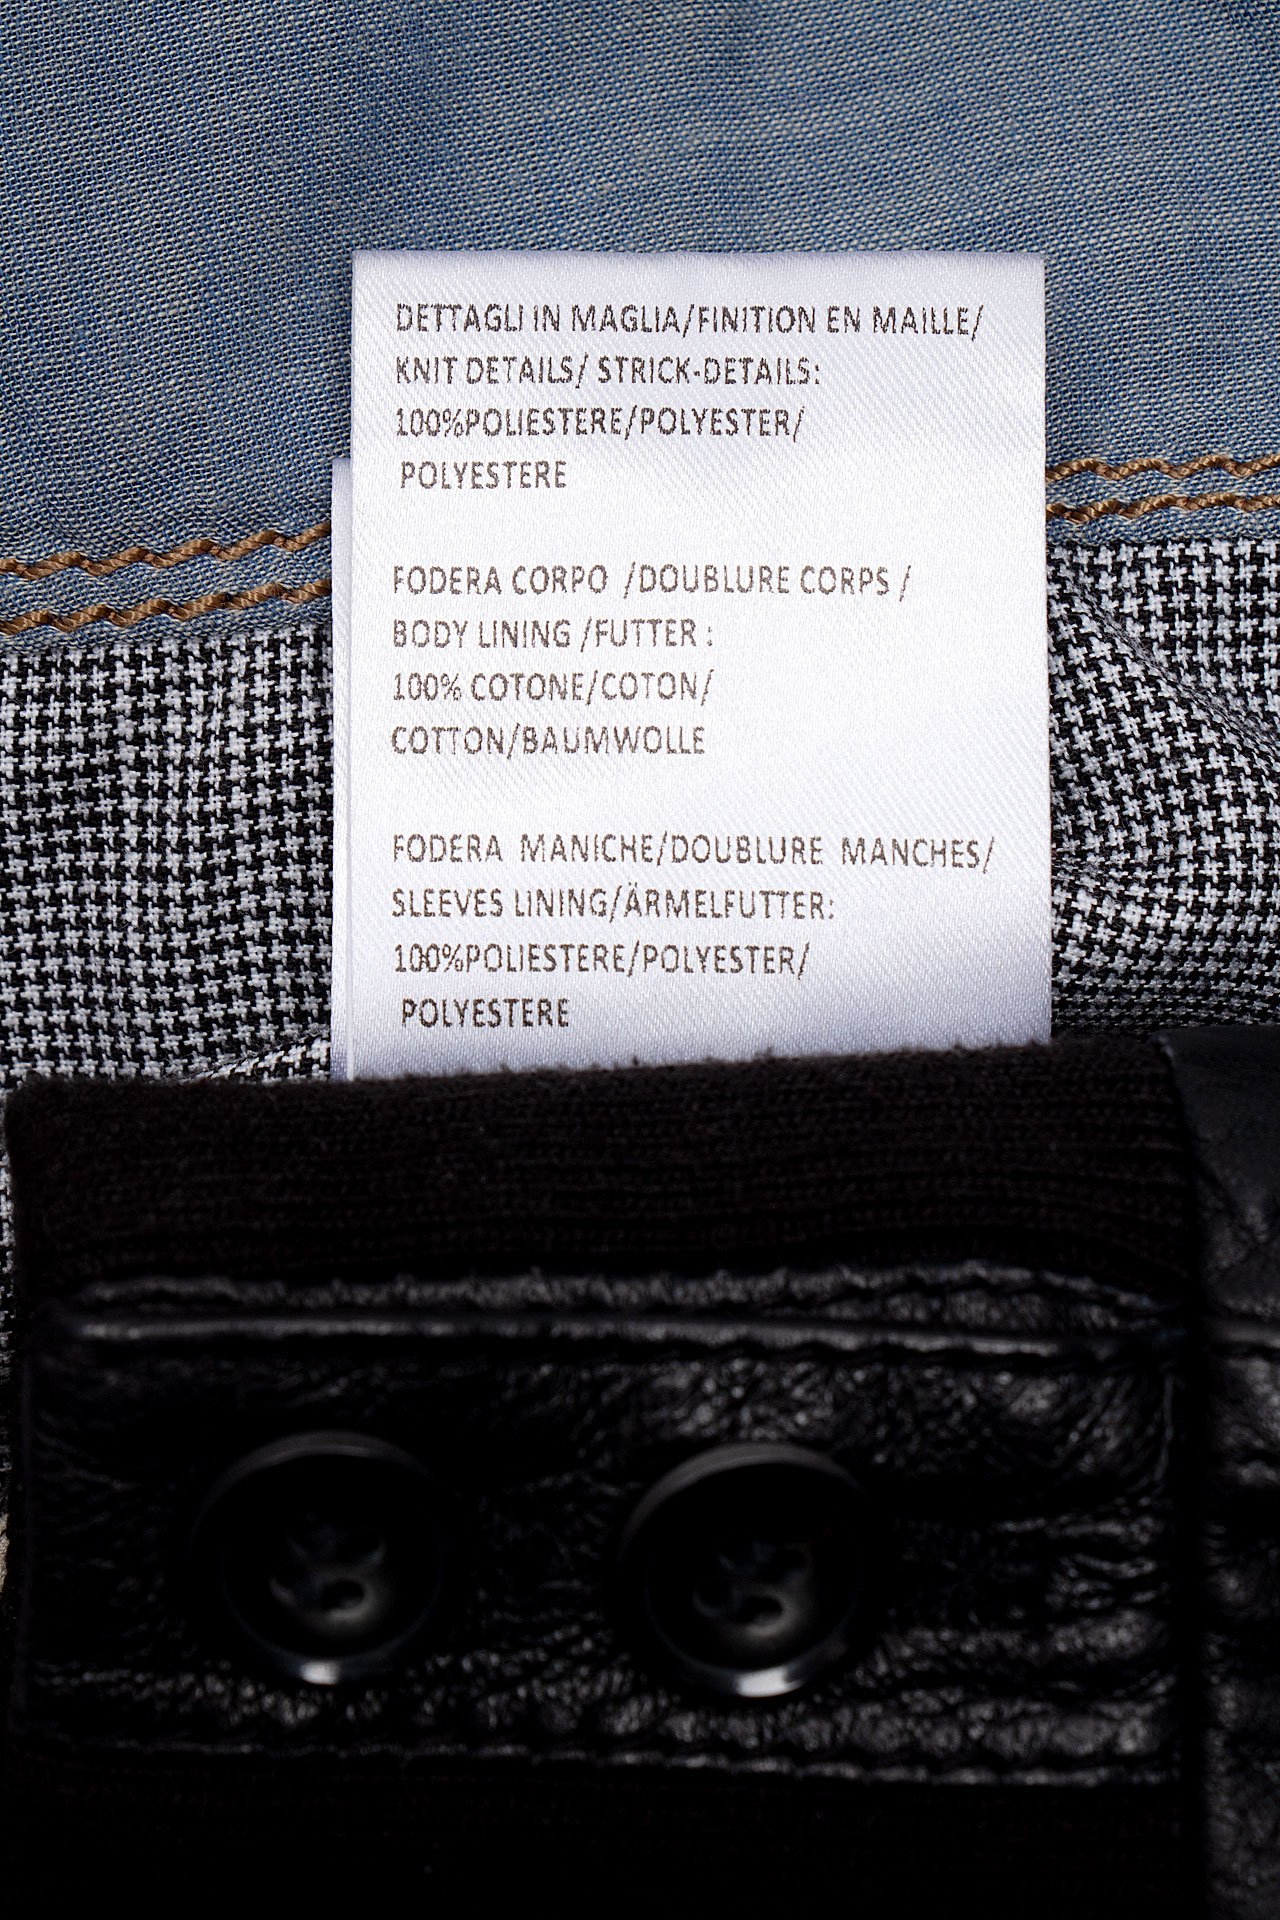 DETTAGLI IN MAGLIA/FINITION EN MAILLE/
KNIT DETAILS/ STRICK-DETAILS:
100%POLIESTERE/POLYESTER/
POLYESTERE
FODERA CORPO /DOUBLURE CORPS /
BODY LINING /FUTTER :
100% COTONE/COTON/
COTTON/BAUMWOLLE
FODERA MANICHE/DOUBLURE MANCHES/
SLEEVES LINING/ÄRMELFUTTER:
100%POLIESTERE/POLYESTER/
POLYESTERE